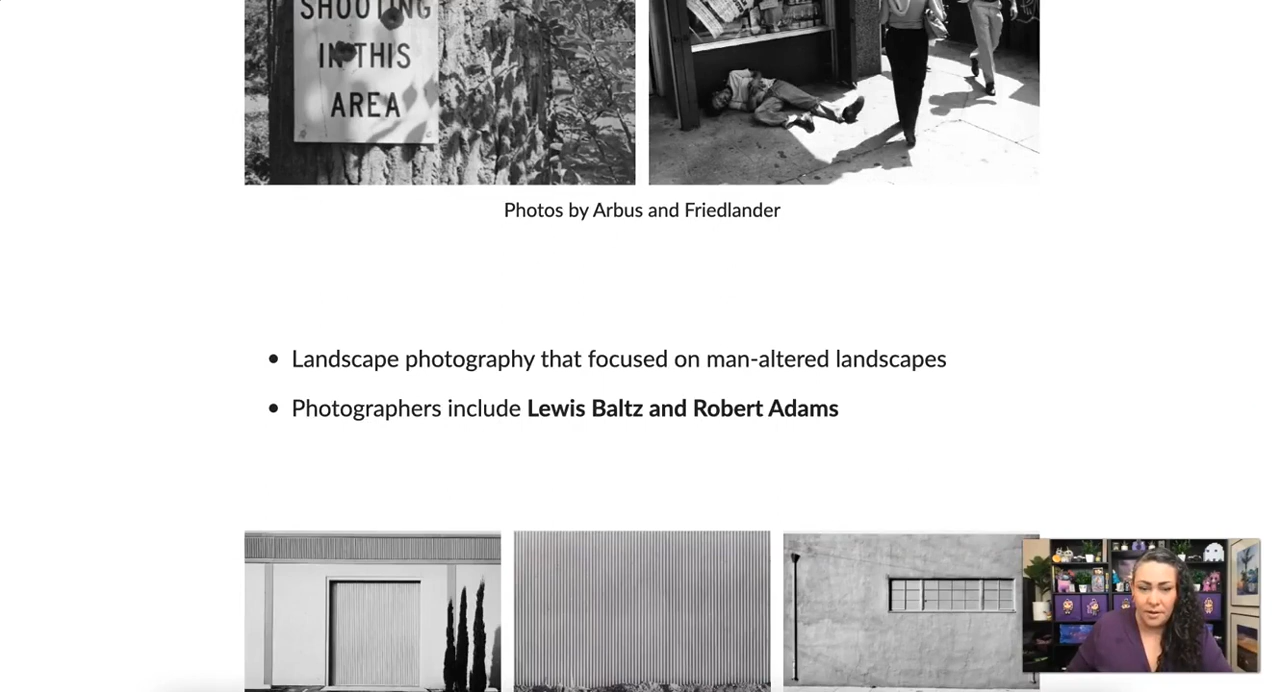 SHOOTING
IN THIS
AREA
Photos by Arbus and Friedlander
Landscape photography that focused on man-altered landscapes
Photographers include Lewis Baltz and Robert Adams